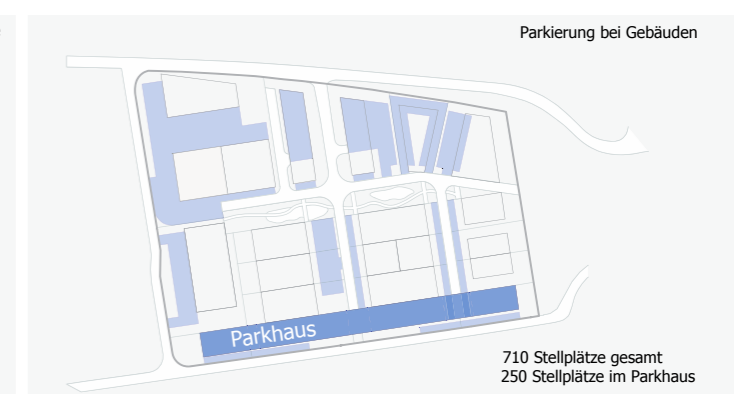 Parkierung bei Gebäuden
Parkhaus
710 Stellplätze gesamt
250 Stellplätze im Parkhaus